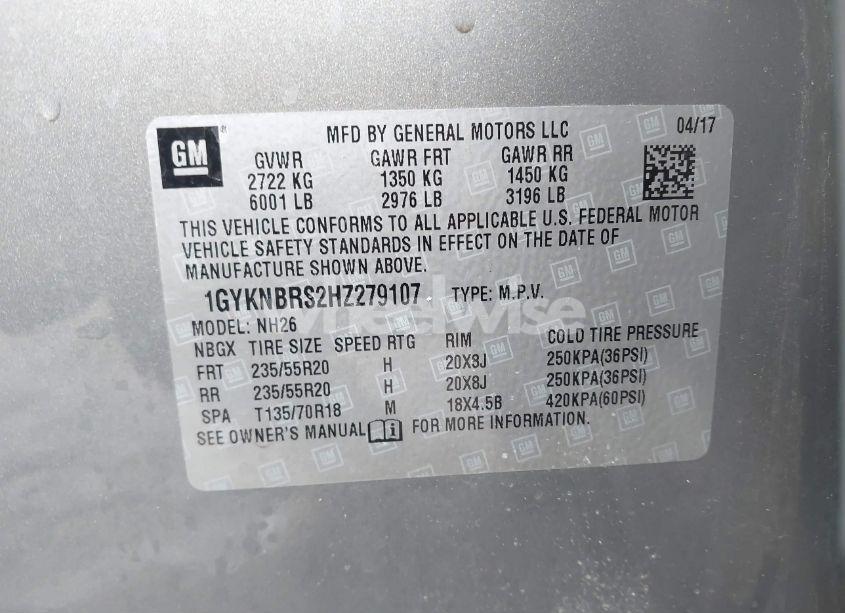 GM
MFD BY GENERAL MOTORS LLC
04/17
GVWR GAWR FRT GAWR RR
2722 KG 1350 KG 1450 KG
6001 LB 2976 LB 3196 LB
THIS VEHICLE CONFORMS TO ALL APPLICABLE U.S. FEDERAL MOTOR
VEHICLE SAFETY STANDARDS IN EFFECT ON THE DATE OF
MANUFACTURE SHOWN ABOVE.
1GYKNBRS2HZ279107 TYPE: M.P.V.
MODEL: NH26
NBGX TIRE SIZE SPEED RTG RIM COLD TIRE PRESSURE
FRT 235/55R20 H 20X8J 250KPA(36PSI)
RR 235/55R20 H 20X8J 250KPA(36PSI)
SPA T135/70R18 M 18X4.5B 420KPA(60PSI)
SEE OWNER'S MANUAL i FOR MORE INFORMATION.